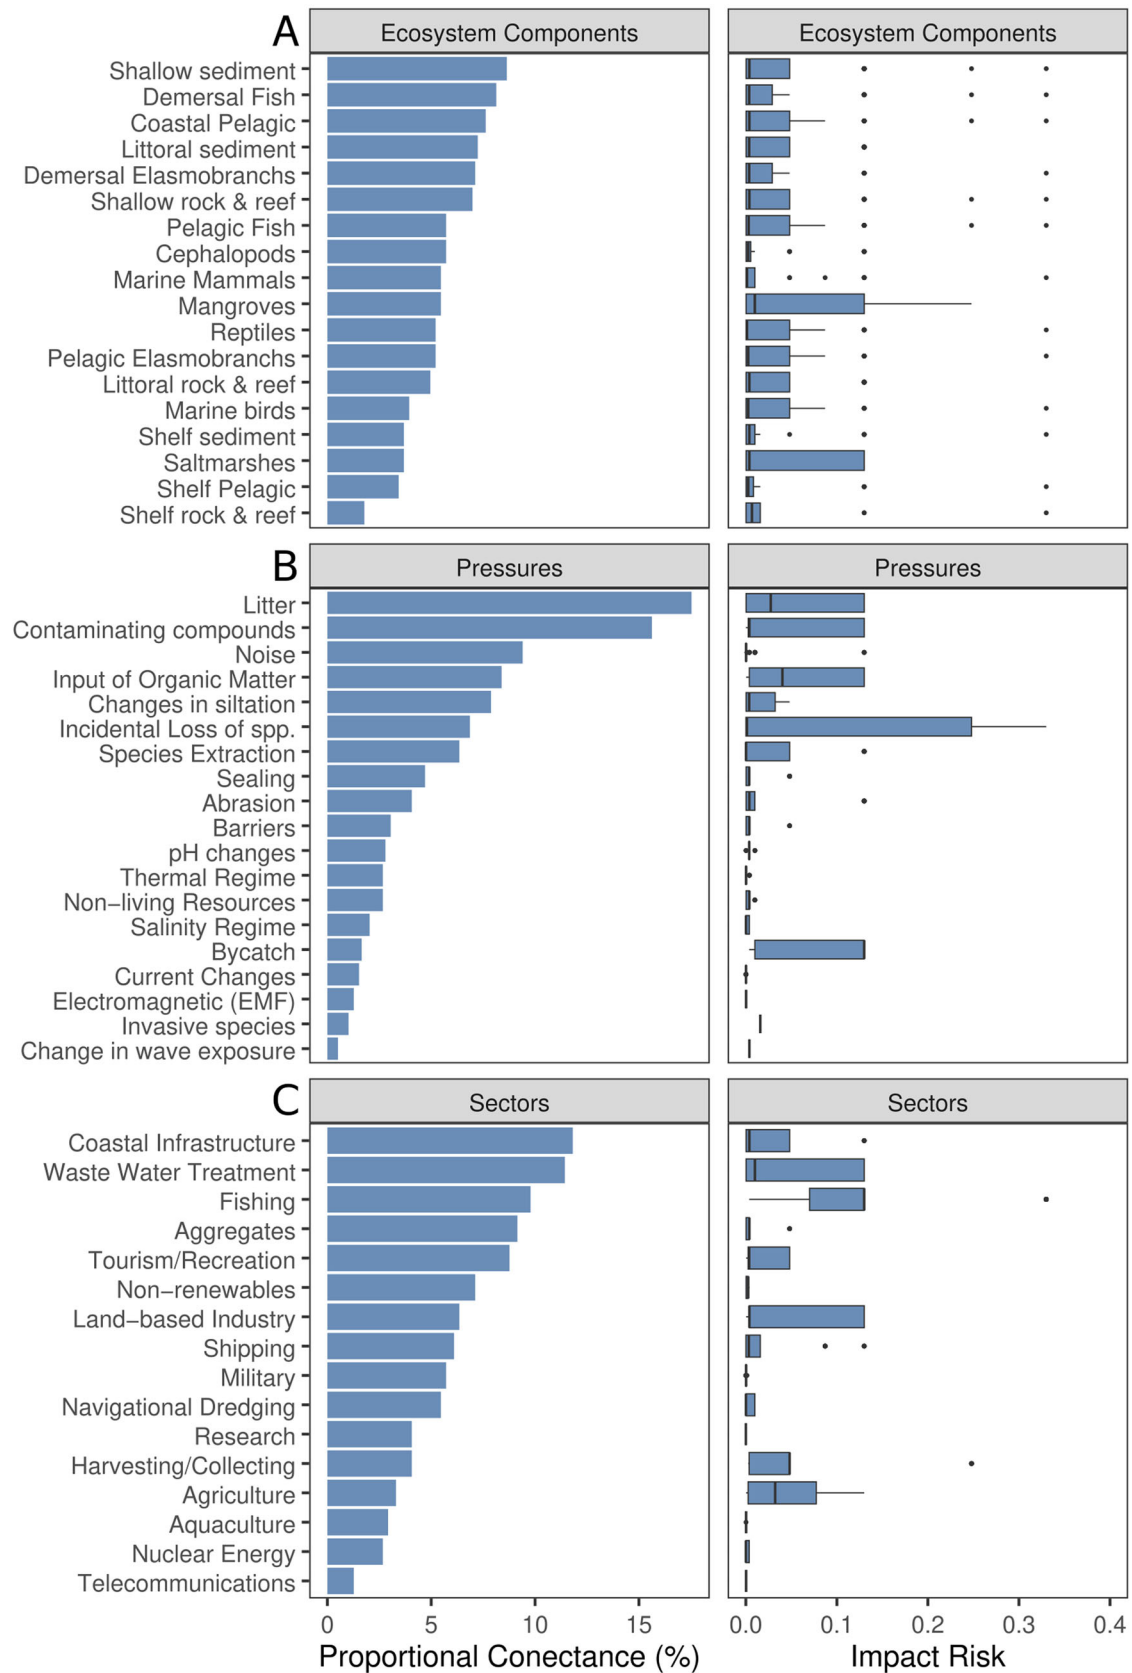 A
Ecosystem Components
Ecosystem Components
Shallow sediment
Demersal Fish
Coastal Pelagic
Littoral sediment
Demersal Elasmobranchs
Shallow rock & reef
Pelagic Fish
Cephalopods
Marine Mammals
Mangroves
Reptiles
Pelagic Elasmobranchs
Littoral rock & reef
Marine birds
Shelf sediment
Saltmarshes
Shelf Pelagic
Shelf rock & reef
B
Pressures
Pressures
Litter
Contaminating compounds
Noise
Input of Organic Matter
Changes in siltation
Incidental Loss of spp.
Species Extraction
Sealing
Abrasion
Barriers
pH changes
Thermal Regime
Non−living Resources
Salinity Regime
Bycatch
Current Changes
Electromagnetic (EMF)
Invasive species
Change in wave exposure
C
Sectors
Sectors
Coastal Infrastructure
Waste Water Treatment
Fishing
Aggregates
Tourism/Recreation
Non−renewables
Land−based Industry
Shipping
Military
Navigational Dredging
Research
Harvesting/Collecting
Agriculture
Aquaculture
Nuclear Energy
Telecommunications
0 5 10 15
0.0 0.1 0.2 0.3 0.4
Proportional Conectance (%)
Impact Risk